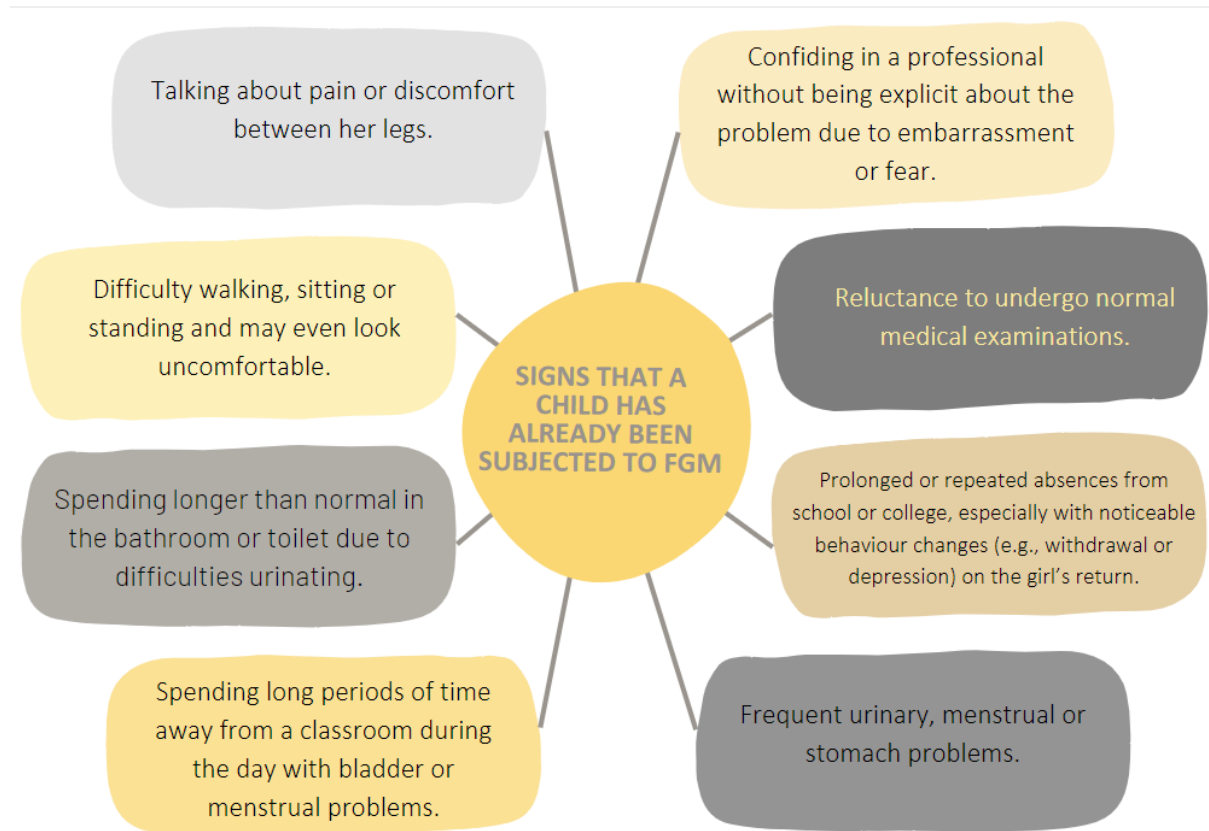 Talking about pain or discomfort
between her legs.
Confiding in a professional
without being explicit about the
problem due to embarrassment
or fear.
Difficulty walking, sitting or
standing and may even look
uncomfortable.
Reluctance to undergo normal
medical examinations.
SIGNS THAT A
CHILD HAS
ALREADY BEEN
SUBJECTED TO FGM
Spending longer than normal in
the bathroom or toilet due to
difficulties urinating.
Prolonged or repeated absences from
school or college, especially with noticeable
behaviour changes (e.g., withdrawal or
depression) on the girl’s return.
Spending long periods of time
away from a classroom during
the day with bladder or
menstrual problems.
Frequent urinary, menstrual or
stomach problems.